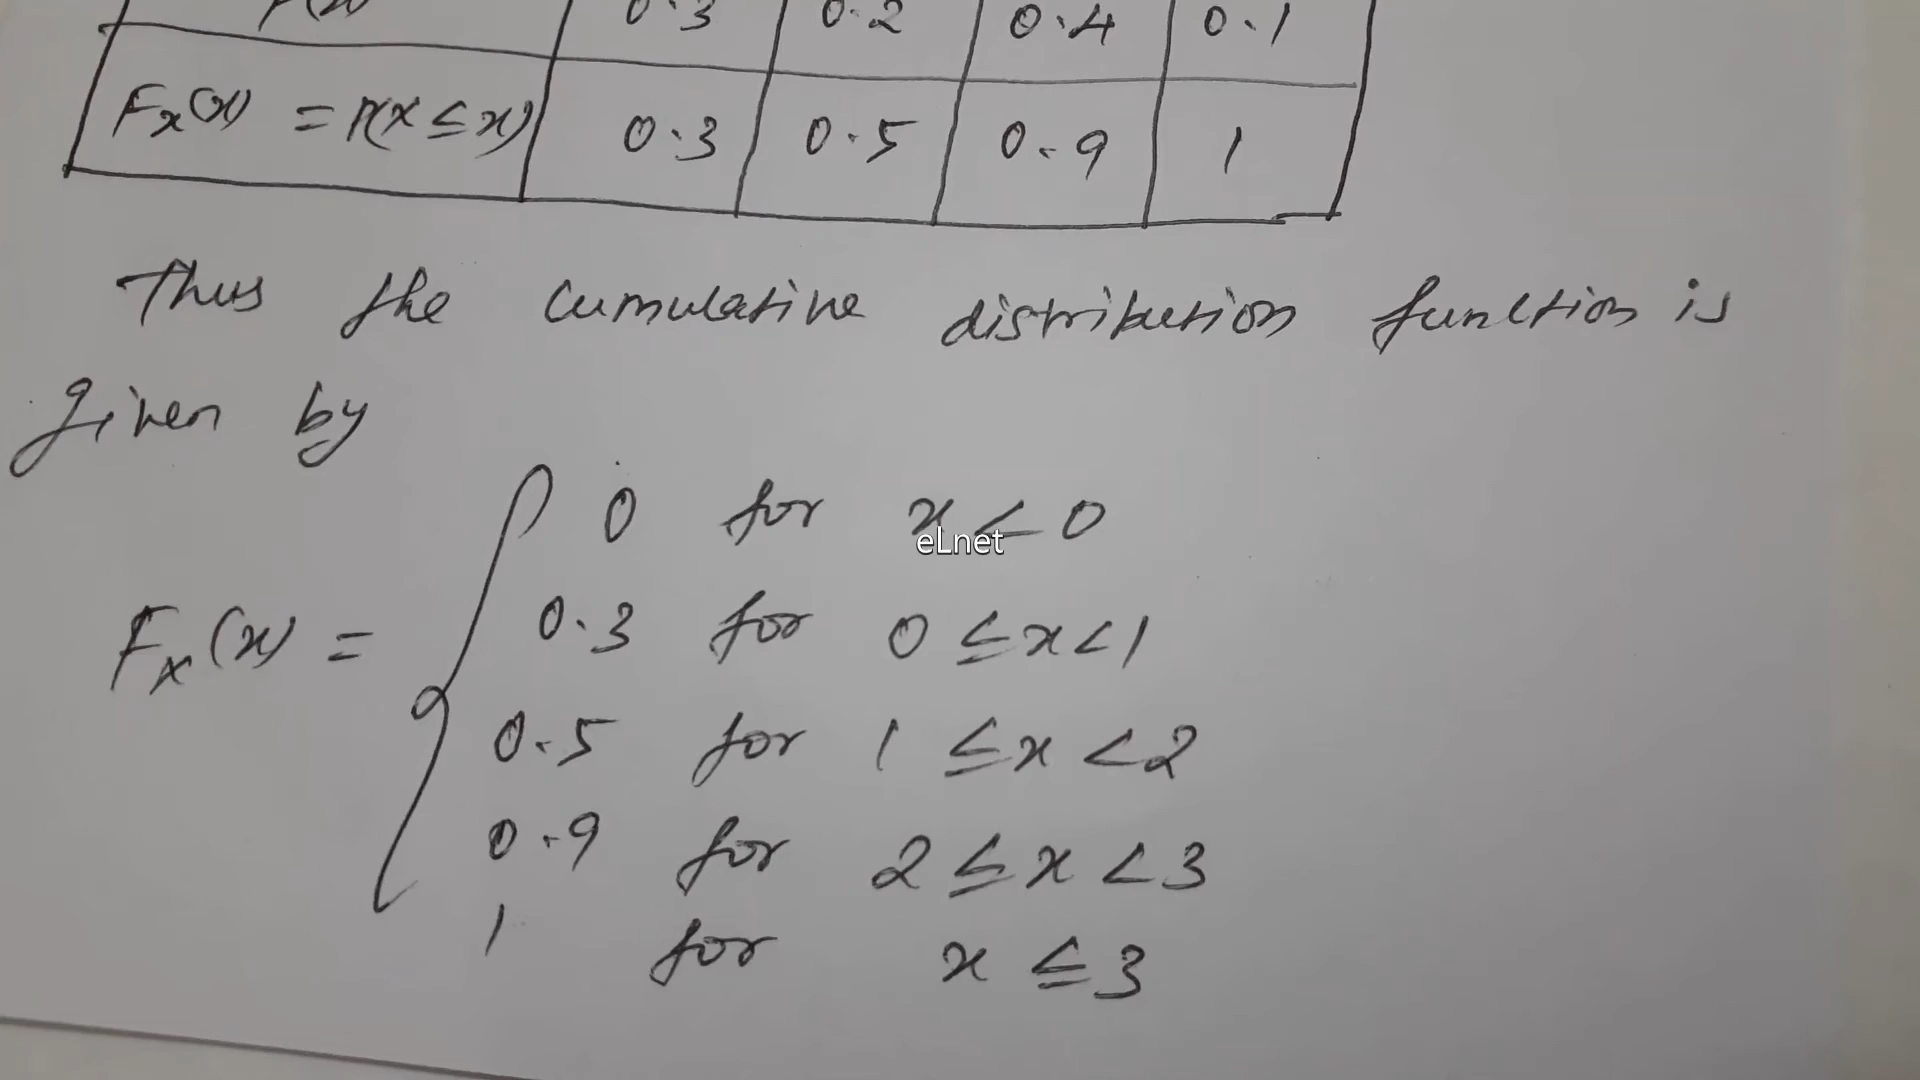 0.3 0.2 0.4 0.1
Fx(x) = P(X ≤ x) 0.3 0.5 0.9 1
Thus the cumulative distribution function is
given by
0 for x < 0
eLnet
Fx(x) = 0.3 for 0 ≤ x < 1
0.5 for 1 ≤ x < 2
0.9 for 2 ≤ x < 3
1 for x ≤ 3